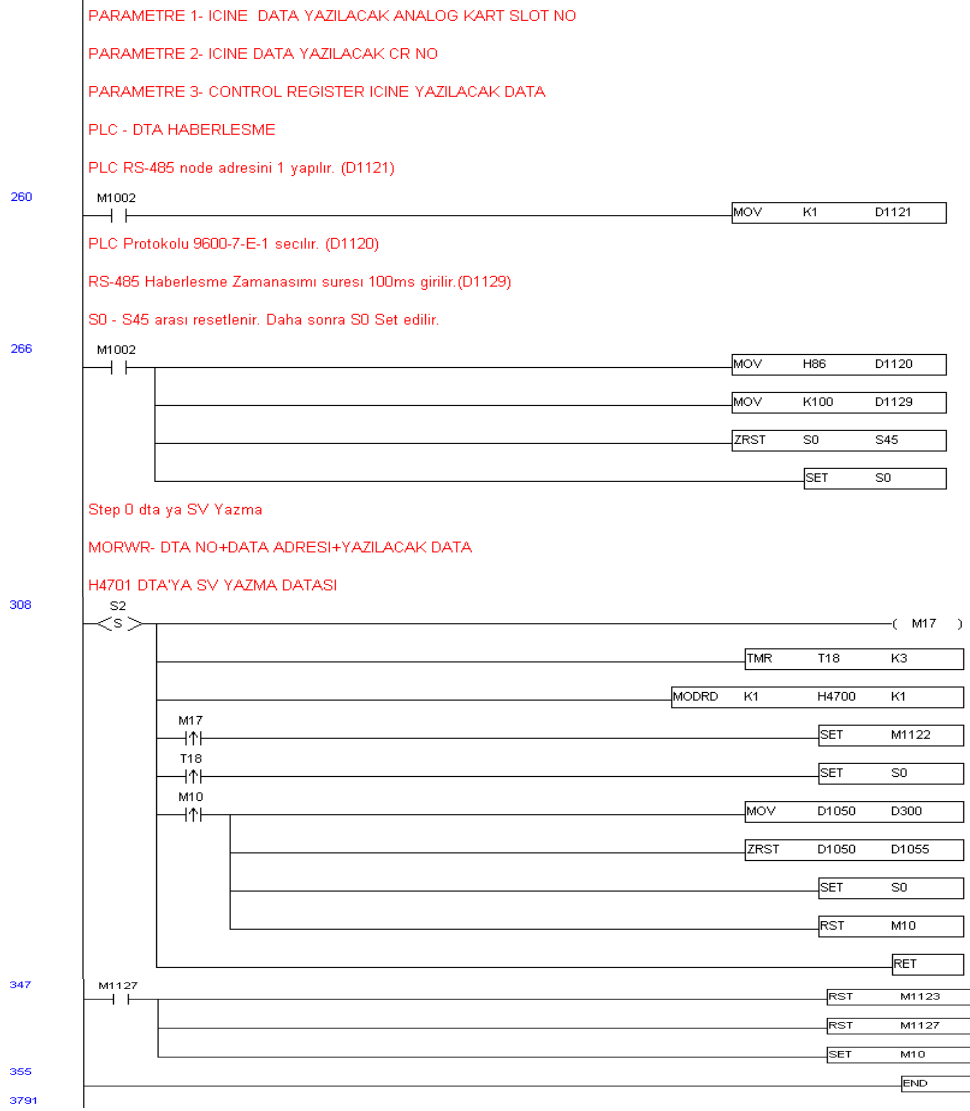 PARAMETRE 1- ICINE DATA YAZILACAK ANALOG KART SLOT NO
PARAMETRE 2- ICINE DATA YAZILACAK CR NO
PARAMETRE 3- CONTROL REGISTER ICINE YAZILACAK DATA
PLC - DTA HABERLESME
PLC RS-485 node adresini 1 yapılır. (D1121)
260 M1002
MOV K1 D1121
PLC Protokolu 9600-7-E-1 secılır. (D1120)
RS-485 Haberlesme Zamanasımı suresı 100ms girilir.(D1129)
S0 - S45 arası resetlenir. Daha sonra S0 Set edilir.
266 M1002
MOV H86 D1120
MOV K100 D1129
ZRST S0 S45
SET S0
Step 0 dta ya SV Yazma
MORWR- DTA NO+DATA ADRESI+YAZILACAK DATA
H4701 DTA'YA SV YAZMA DATASI
308 S2
S ( M17 )
TMR T18 K3
MODRD K1 H4700 K1
M17
SET M1122
T18
SET S0
M10
MOV D1050 D300
ZRST D1050 D1055
SET S0
RST M10
RET
347 M1127
RST M1123
RST M1127
SET M10
355
END
3791